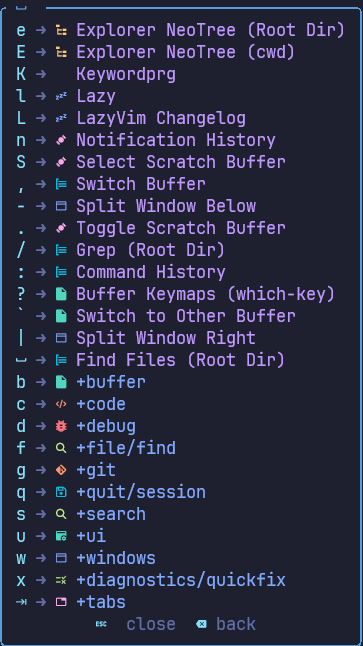 e → Explorer NeoTree (Root Dir)
E → Explorer NeoTree (cwd)
K → Keywordprg
l → Lazy
L → LazyVim Changelog
n → Notification History
S → Select Scratch Buffer
, → Switch Buffer
- → Split Window Below
. → Toggle Scratch Buffer
/ → Grep (Root Dir)
: → Command History
? → Buffer Keymaps (which-key)
` → Switch to Other Buffer
| → Split Window Right
␣ → Find Files (Root Dir)
b → +buffer
c → +code
d → +debug
f → +file/find
g → +git
q → +quit/session
s → +search
u → +ui
w → +windows
x → +diagnostics/quickfix
⇥ → +tabs
ESC close ⌫ back